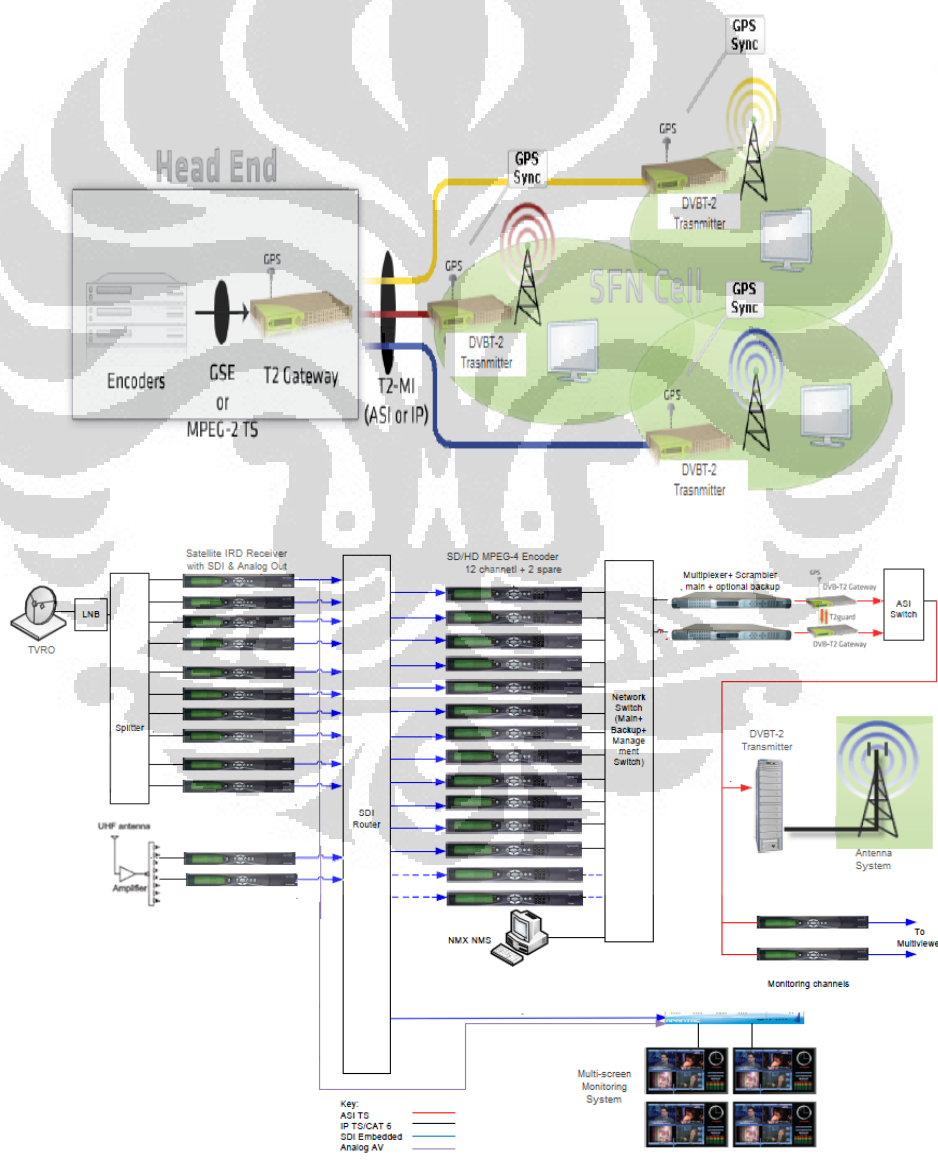 GPS
Sync
GPS
Head End
GPS
Sync
DVBT-2
Trasnmitter
GPS
GPS
SFN Cell
GPS
Sync
DVBT-2
Trasnmitter
Encoders
GSE
or
MPEG-2 TS
T2 Gateway
T2-MI
(ASI or IP)
GPS
DVBT-2
Trasnmitter
Satellite IRD Receiver
with SDI & Analog Out
SD/HD MPEG-4 Encoder
12 channetl + 2 spare
Multiplexer+ Scrambler
, main + optional backup
GPS
DVB-T2 Gateway
T2guard
DVB-T2 Gateway
ASI
Switch
LNB
TVRO
Splitter
Network
Switch
(Main+
Backup+
Manage
ment
Switch)
DVBT-2
Transmitter
SDI
Router
UHF antenna
Amplifier
Antenna
System
NMX NMS
To
Multiviewe
Monitoring channels
Multi-screen
Monitoring
System
Key:
ASI TS
IP TS/CAT 6
SDI Embedded
Analog AV